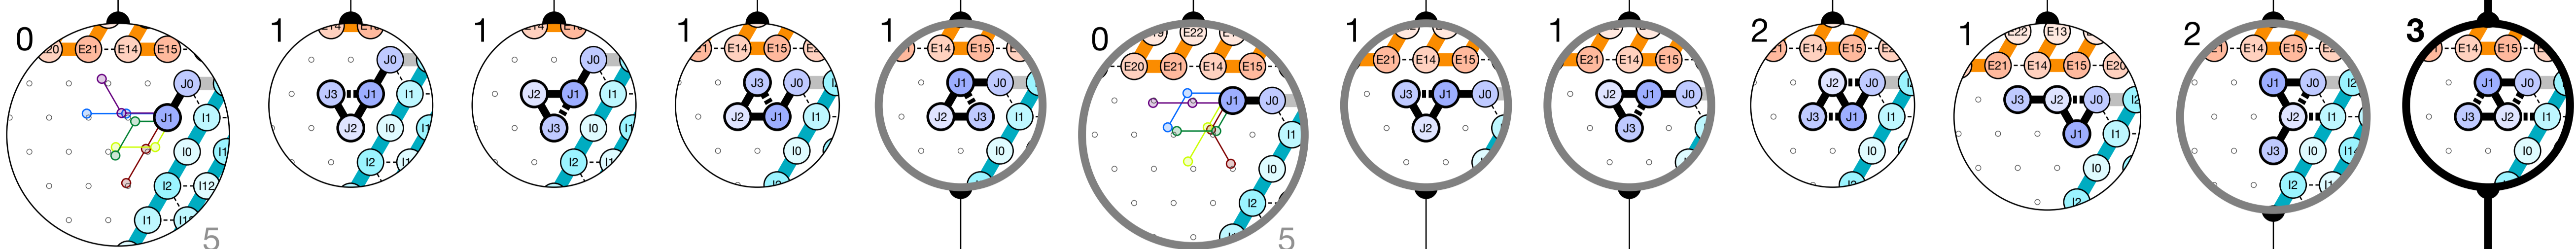 0 E20 E21 E14 E15 J0 J1 I1 I0 I2 I12 I1 5
1 J0 J3 J1 I1 J2 I0 I2
1 J0 J2 J1 I1 J3 I0 I2
1 E14 E15 J3 J0 J2 J1 I1 I0
1 E14 E15 J1 J0 J2 J3 I1 I0
0 E22 E20 E21 E14 E15 J1 J0 I1 I0 I2 5
1 E21 E14 E15 J3 J1 J0 J2
1 E21 E14 E15 J2 J1 J0 J3
2 E14 E15 J2 J0 J3 J1 I1 I0
1 E22 E13 E21 E14 E15 E20 J3 J2 J0 I2 J1 I1 I0 I2
2 E14 E15 J1 J0 I2 J2 I1 J3 I0 I2
3 E14 E15 J1 J0 J3 J2 I1 I0